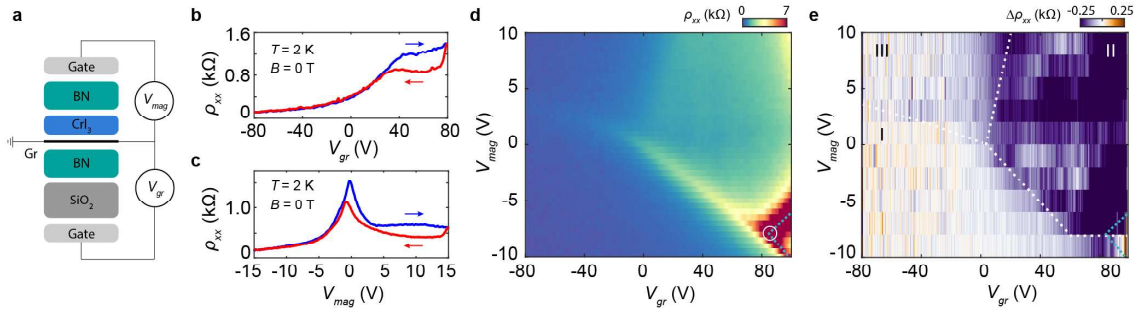 a
Gate
BN
CrI₃
Gr
BN
SiO₂
Gate
V_mag
V_gr
b
ρ_xx (kΩ)
1.6
1.2
0.6
0
T = 2 K
B = 0 T
-80
-40
0
40
80
V_gr (V)
c
ρ_xx (kΩ)
1.0
0
T = 2 K
B = 0 T
-15
-10
-5
0
5
10
15
V_mag (V)
d
ρ_xx (kΩ)
0
7
V_mag (V)
10
5
0
-5
-10
-80
-40
0
40
80
V_gr (V)
e
Δρ_xx (kΩ)
-0.25
0.25
V_mag (V)
10
5
0
-5
-10
III
II
I
-80
-40
0
40
80
V_gr (V)